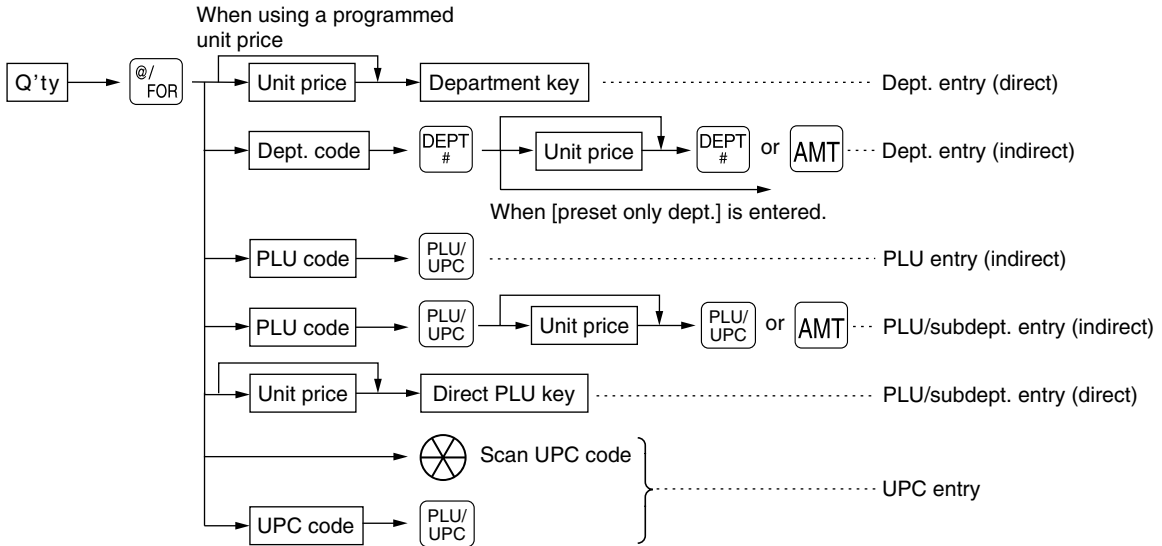 When using a programmed
unit price
Q'ty @/FOR Unit price Department key Dept. entry (direct)
Dept. code DEPT # Unit price DEPT # or AMT Dept. entry (indirect)
When [preset only dept.] is entered.
PLU code PLU/UPC PLU entry (indirect)
PLU code PLU/UPC Unit price PLU/UPC or AMT PLU/subdept. entry (indirect)
Unit price Direct PLU key PLU/subdept. entry (direct)
Scan UPC code
UPC entry
UPC code PLU/UPC